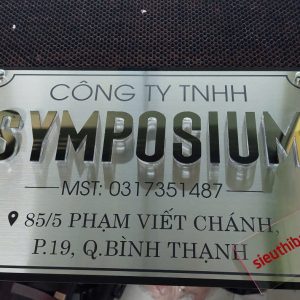 CÔNG TY TNHH
SYMPOSIUM
MST: 0317351487
85/5 PHẠM VIẾT CHÁNH,
P.19, Q.BÌNH THẠNH